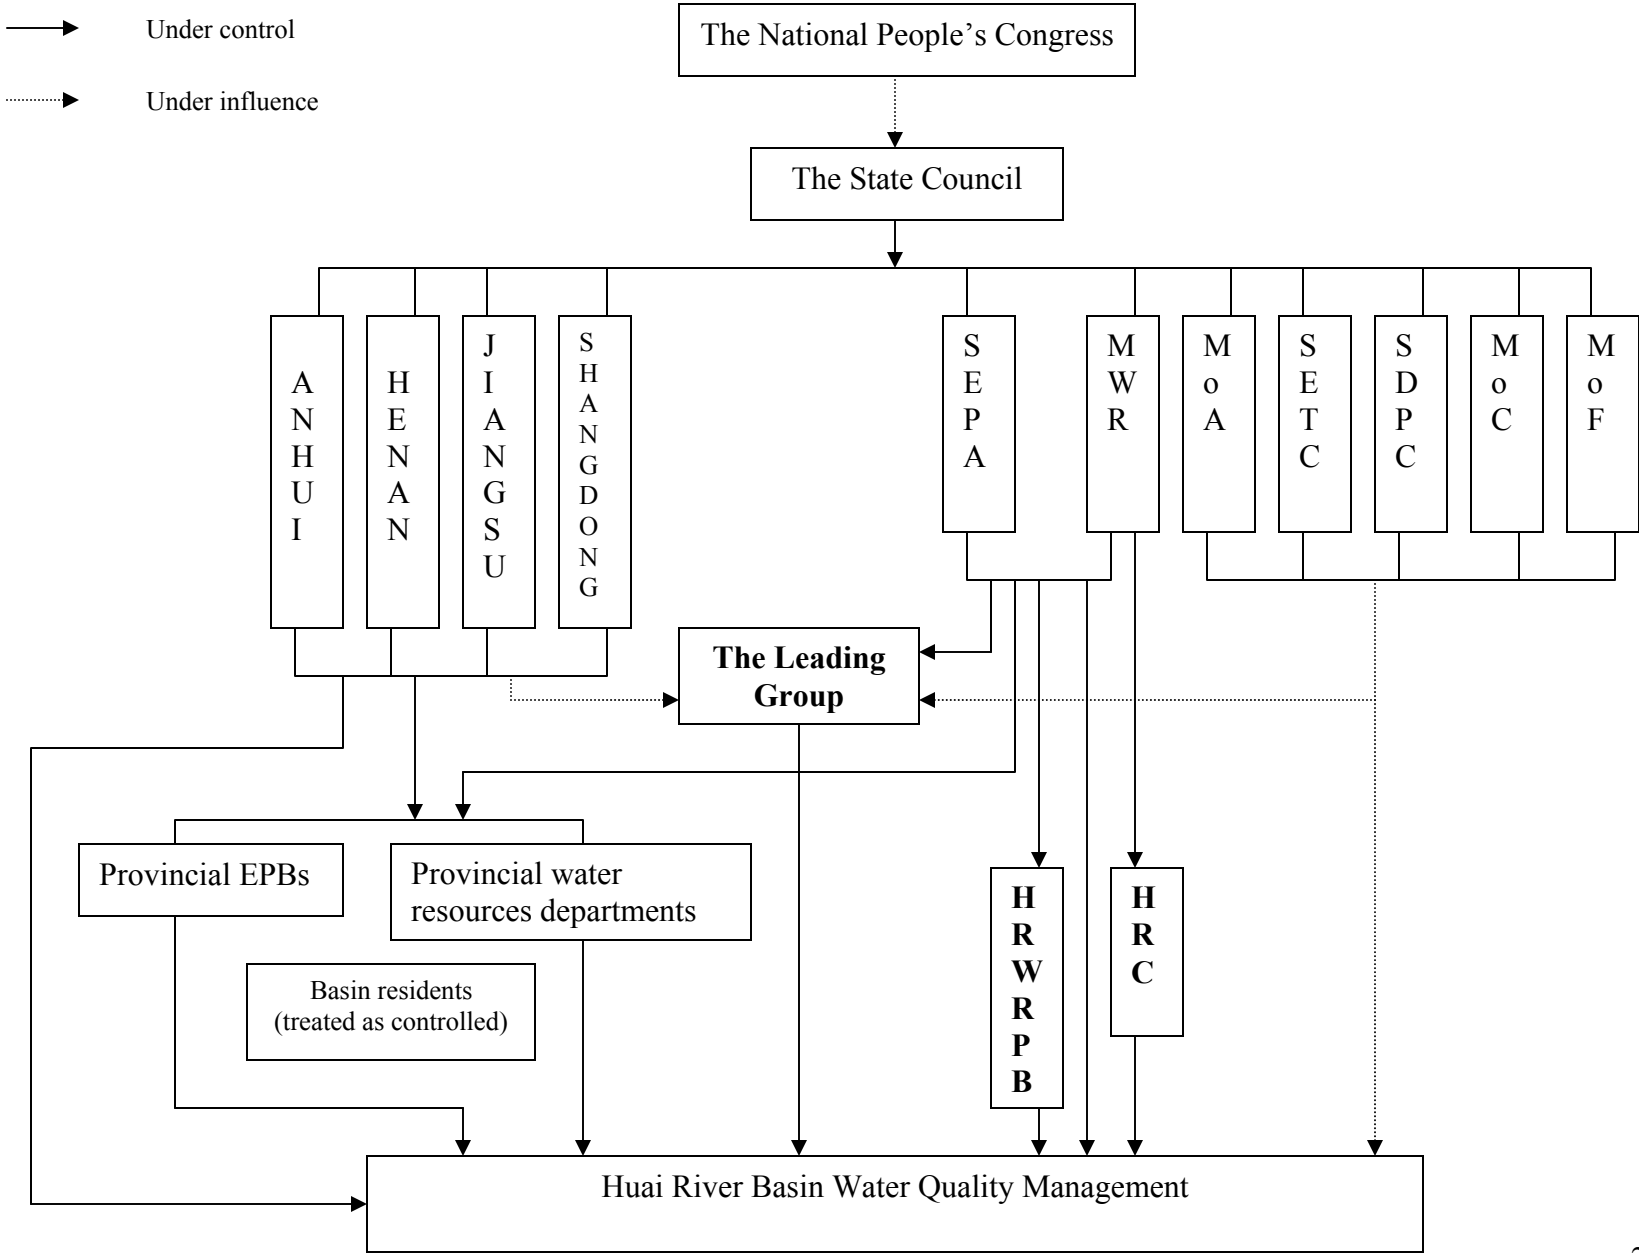 Under control
Under influence
The National People’s Congress
The State Council
ANHUI
HENAN
JIANGSU
SHANGDONG
SEPA
MWR
MoA
SETC
SDPC
MoC
MoF
The Leading
Group
Provincial EPBs
Provincial water
resources departments
Basin residents
(treated as controlled)
HRWRPB
HRC
Huai River Basin Water Quality Management